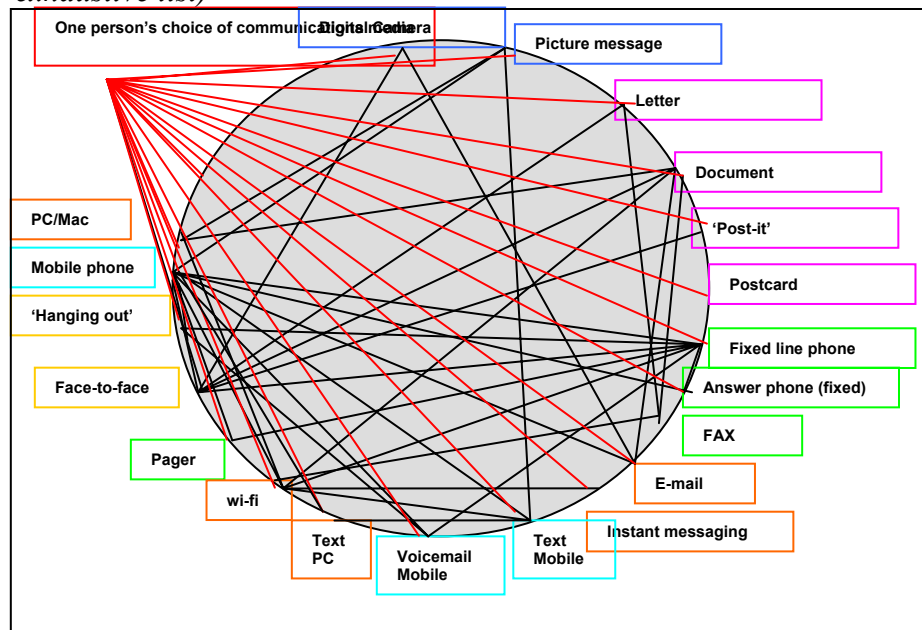 One person's choice of communications media
Digital Camera
Picture message
Letter
Document
PC/Mac
'Post-it'
Mobile phone
Postcard
'Hanging out'
Fixed line phone
Face-to-face
Answer phone (fixed)
FAX
Pager
E-mail
wi-fi
Instant messaging
Text
PC
Voicemail
Mobile
Text
Mobile